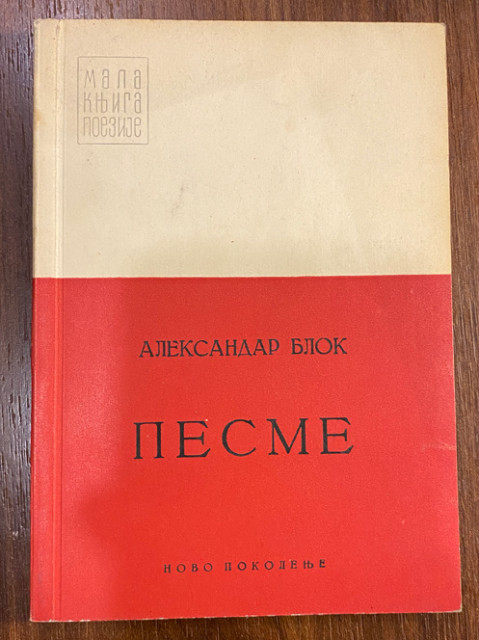 мала
књига
поезије
АЛЕКСАНДАР БЛОК
ПЕСМЕ
НОВО ПОКОЛЕЊЕ